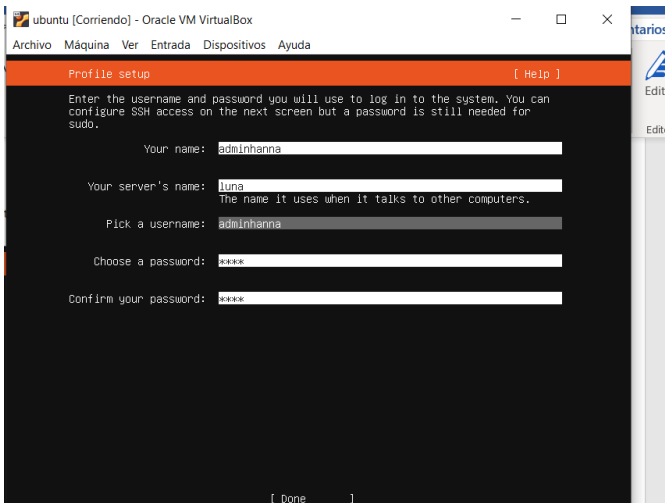 ubuntu [Corriendo] - Oracle VM VirtualBox
Archivo Máquina Ver Entrada Dispositivos Ayuda
Profile setup [ Help ]
Enter the username and password you will use to log in to the system. You can
configure SSH access on the next screen but a password is still needed for
sudo.
Your name: adminhanna
Your server's name: luna
The name it uses when it talks to other computers.
Pick a username: adminhanna
Choose a password: ****
Confirm your password: ****
[ Done ]